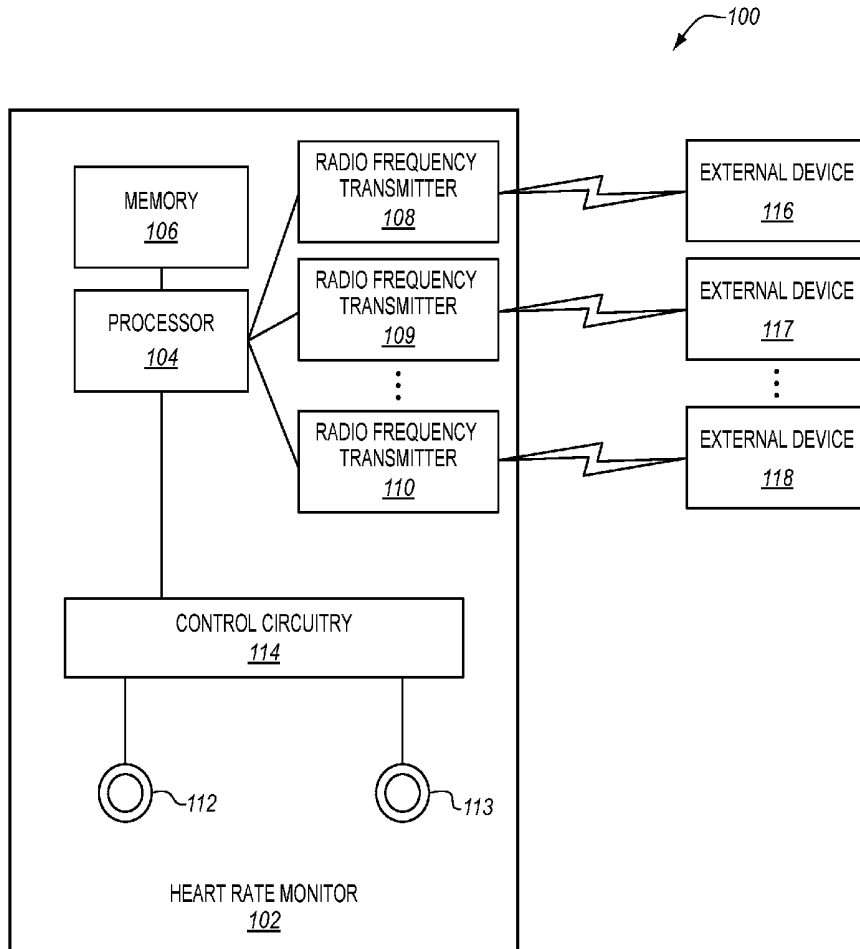 100
MEMORY
106
PROCESSOR
104
RADIO FREQUENCY
TRANSMITTER
108
RADIO FREQUENCY
TRANSMITTER
109
RADIO FREQUENCY
TRANSMITTER
110
EXTERNAL DEVICE
116
EXTERNAL DEVICE
117
EXTERNAL DEVICE
118
CONTROL CIRCUITRY
114
112
113
HEART RATE MONITOR
102